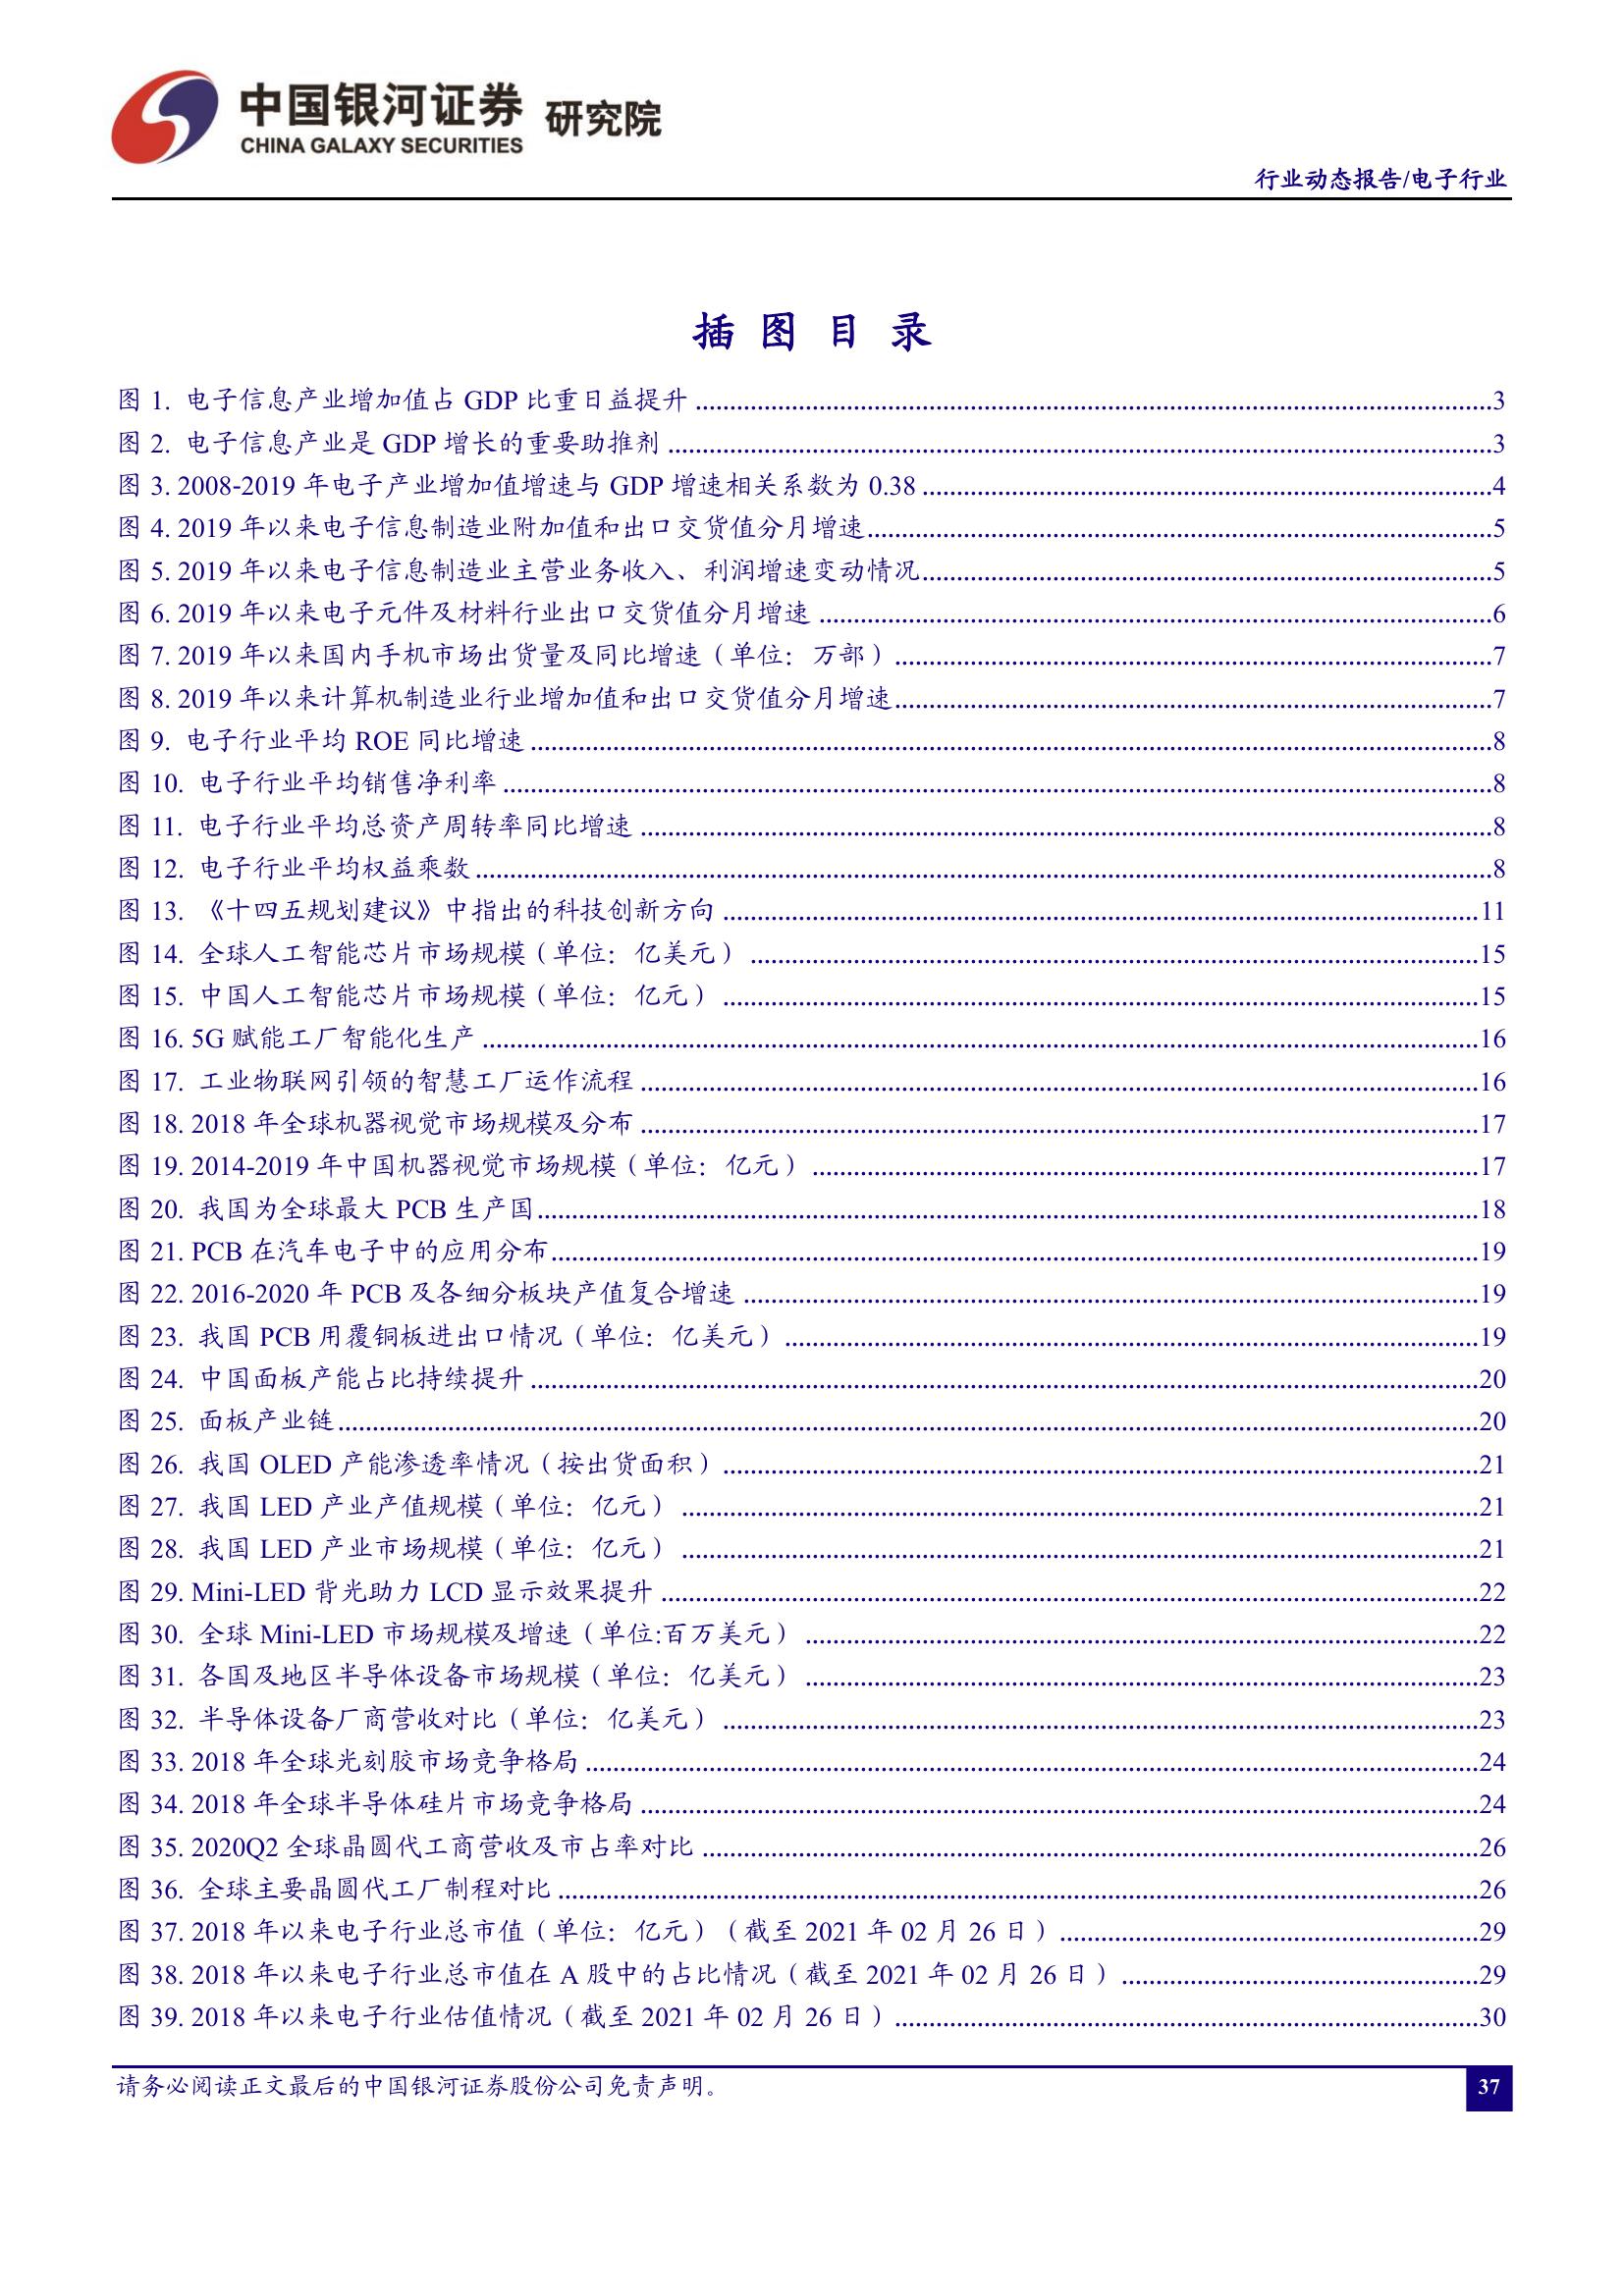 中国银河证券 研究院
CHINA GALAXY SECURITIES
行业动态报告/电子行业
插 图 目 录
图 1. 电子信息产业增加值占 GDP 比重日益提升 ........ 3
图 2. 电子信息产业是 GDP 增长的重要助推剂 ........ 3
图 3. 2008-2019 年电子产业增加值增速与 GDP 增速相关系数为 0.38 ........ 4
图 4. 2019 年以来电子信息制造业附加值和出口交货值分月增速 ........ 5
图 5. 2019 年以来电子信息制造业主营业务收入、利润增速变动情况 ........ 5
图 6. 2019 年以来电子元件及材料行业出口交货值分月增速 ........ 6
图 7. 2019 年以来国内手机市场出货量及同比增速（单位：万部） ........ 7
图 8. 2019 年以来计算机制造业行业增加值和出口交货值分月增速 ........ 7
图 9. 电子行业平均 ROE 同比增速 ........ 8
图 10. 电子行业平均销售净利率 ........ 8
图 11. 电子行业平均总资产周转率同比增速 ........ 8
图 12. 电子行业平均权益乘数 ........ 8
图 13. 《十四五规划建议》中指出的科技创新方向 ........ 11
图 14. 全球人工智能芯片市场规模（单位：亿美元） ........ 15
图 15. 中国人工智能芯片市场规模（单位：亿元） ........ 15
图 16. 5G 赋能工厂智能化生产 ........ 16
图 17. 工业物联网引领的智慧工厂运作流程 ........ 16
图 18. 2018 年全球机器视觉市场规模及分布 ........ 17
图 19. 2014-2019 年中国机器视觉市场规模（单位：亿元） ........ 17
图 20. 我国为全球最大 PCB 生产国 ........ 18
图 21. PCB 在汽车电子中的应用分布 ........ 19
图 22. 2016-2020 年 PCB 及各细分板块产值复合增速 ........ 19
图 23. 我国 PCB 用覆铜板进出口情况（单位：亿美元） ........ 19
图 24. 中国面板产能占比持续提升 ........ 20
图 25. 面板产业链 ........ 20
图 26. 我国 OLED 产能渗透率情况（按出货面积） ........ 21
图 27. 我国 LED 产业产值规模（单位：亿元） ........ 21
图 28. 我国 LED 产业市场规模（单位：亿元） ........ 21
图 29. Mini-LED 背光助力 LCD 显示效果提升 ........ 22
图 30. 全球 Mini-LED 市场规模及增速（单位:百万美元） ........ 22
图 31. 各国及地区半导体设备市场规模（单位：亿美元） ........ 23
图 32. 半导体设备厂商营收对比（单位：亿美元） ........ 23
图 33. 2018 年全球光刻胶市场竞争格局 ........ 24
图 34. 2018 年全球半导体硅片市场竞争格局 ........ 24
图 35. 2020Q2 全球晶圆代工商营收及市占率对比 ........ 26
图 36. 全球主要晶圆代工厂制程对比 ........ 26
图 37. 2018 年以来电子行业总市值（单位：亿元）（截至 2021 年 02 月 26 日） ........ 29
图 38. 2018 年以来电子行业总市值在 A 股中的占比情况（截至 2021 年 02 月 26 日） ........ 29
图 39. 2018 年以来电子行业估值情况（截至 2021 年 02 月 26 日） ........ 30
请务必阅读正文最后的中国银河证券股份公司免责声明。
37